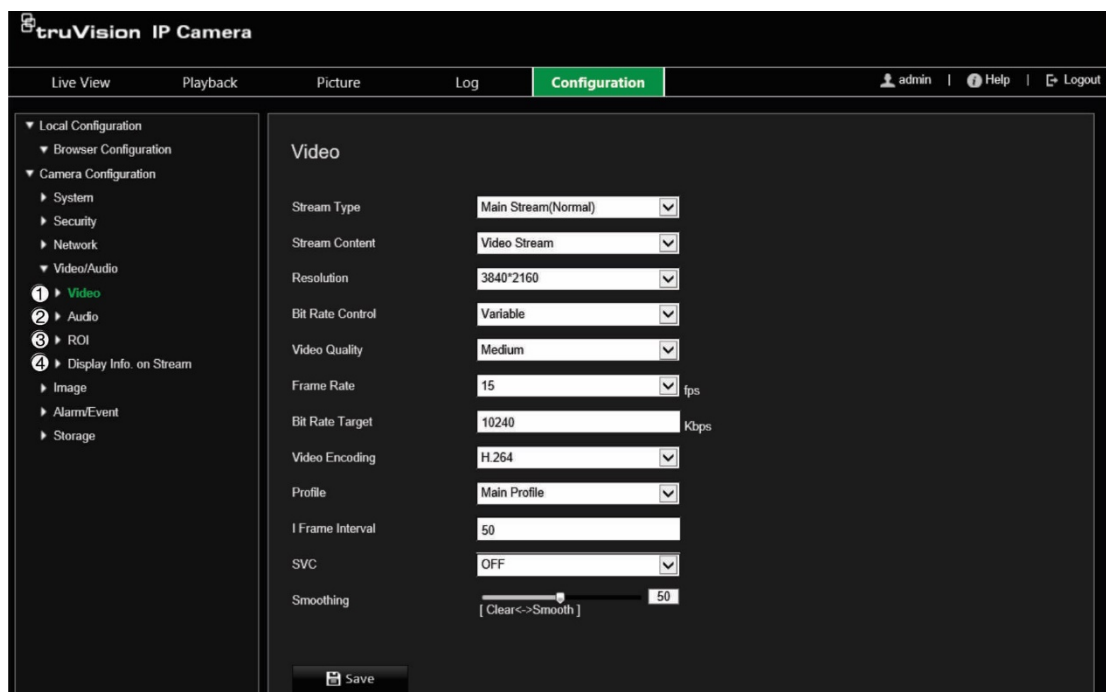 truVision IP Camera
Live View Playback Picture Log Configuration admin | Help | Logout
Local Configuration
Browser Configuration
Camera Configuration
System
Security
Network
Video/Audio
① Video
② Audio
③ ROI
④ Display Info. on Stream
Image
Alarm/Event
Storage
Video
Stream Type Main Stream(Normal)
Stream Content Video Stream
Resolution 3840*2160
Bit Rate Control Variable
Video Quality Medium
Frame Rate 15 fps
Bit Rate Target 10240 Kbps
Video Encoding H.264
Profile Main Profile
I Frame Interval 50
SVC OFF
Smoothing 50
[ Clear<->Smooth ]
Save